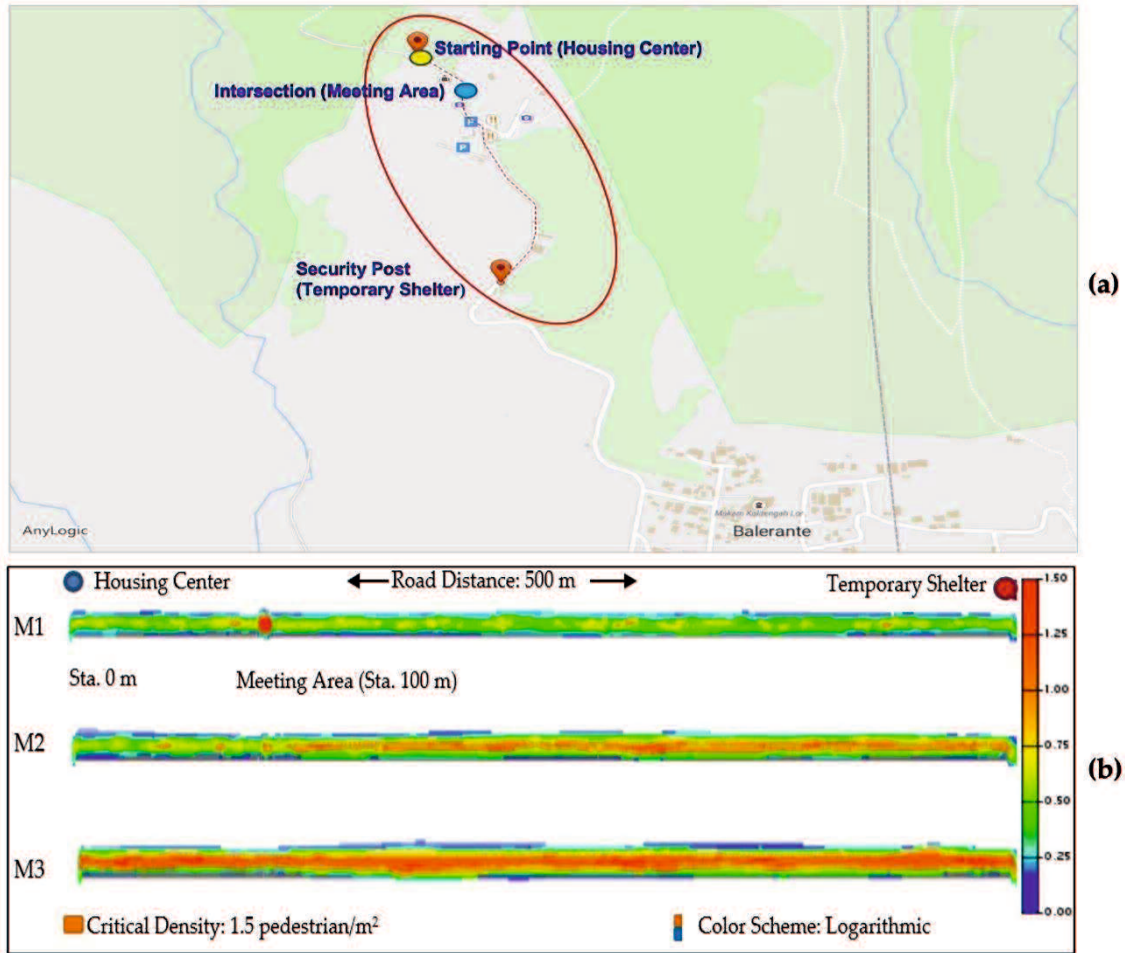 Starting Point (Housing Center)
Intersection (Meeting Area)
P
P
Security Post
(Temporary Shelter)
(a)
AnyLogic
Balerante
Housing Center
Road Distance: 500 m
Temporary Shelter
1.50
M1
1.25
Sta. 0 m
Meeting Area (Sta. 100 m)
1.00
M2
0.75
(b)
0.50
M3
0.25
0.00
Critical Density: 1.5 pedestrian/m²
Color Scheme: Logarithmic